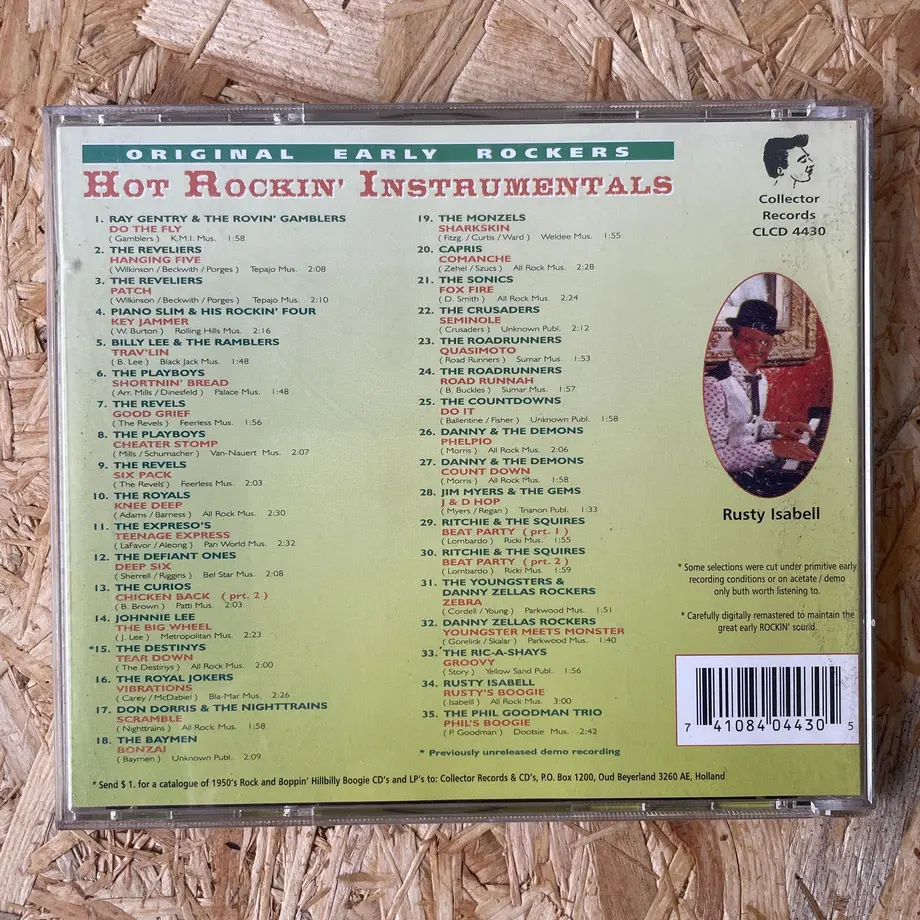 ORIGINAL EARLY ROCKERS
HOT ROCKIN' INSTRUMENTALS
1. RAY GENTRY & THE ROVIN' GAMBLERS
DO THE FLY
( Gamblers ) K.M.I. Mus. 1:58
2. THE REVELIERS
HANGING FIVE
( Wilkinson / Beckwith / Porges ) Tepajo Mus. 2:08
3. THE REVELIERS
PATCH
( Wilkinson / Beckwith / Porges ) Tepajo Mus. 2:10
4. PIANO SLIM & HIS ROCKIN' FOUR
KEY JAMMER
( W. Burton ) Rolling Hills Mus. 2:16
5. BILLY LEE & THE RAMBLERS
TRAV'LIN
( B. Lee ) Black Jack Mus. 1:48
6. THE PLAYBOYS
SHORTNIN' BREAD
( Arr. Mills / Dinesfeld ) Palace Mus. 1:48
7. THE REVELS
GOOD GRIEF
( The Revels ) Feerless Mus. 1:56
8. THE PLAYBOYS
CHEATER STOMP
( Mills / Schumacher ) Van-Nauert Mus. 2:07
9. THE REVELS
SIX PACK
( The Revels ) Feerless Mus. 2:03
10. THE ROYALS
KNEE DEEP
( Adams / Barness ) All Roc Mus. 2:30
11. THE EXPRESO'S
TEENAGE EXPRESS
( LaFavor / Aleong ) Pan World Mus. 2:32
12. THE DEFIANT ONES
DEEP SIX
( Sherrell / Riggins ) Bel Star Mus. 2:08
13. THE CURIOS
CHICKEN BACK ( prt. 2 )
( B. Brown ) Patti Mus. 2:03
14. JOHNNIE LEE
THE BIG WHEEL
( J. Lee ) Metropolitan Mus. 2:23
*15. THE DESTINYS
TEAR DOWN
( The Destinys ) All Roc Mus. 2:00
16. THE ROYAL JOKERS
VIBRATIONS
( Carey / McDabiel ) Bla-Mar Mus. 2:26
17. DON DORRIS & THE NIGHTTRAINS
SCRAMBLE
( Nighttrains ) All Roc Mus. 1:58
18. THE BAYMEN
BONZAI
( Baymen ) Unknown Publ. 2:09
19. THE MONZELS
SHARKSKIN
( Fitzg. / Curtis / Ward ) Weldee Mus. 1:55
20. CAPRIS
COMANCHE
( Zehel / Szucs ) All Rock Mus. 2:28
21. THE SONICS
FOX FIRE
( D. Smith ) All Rock Mus. 2:24
22. THE CRUSADERS
SEMINOLE
( Crusaders ) Unknown Publ. 2:12
23. THE ROADRUNNERS
QUASIMOTO
( Road Runners ) Sumar Mus. 1:53
24. THE ROADRUNNERS
ROAD RUNNAH
( B. Buckles ) Sumar Mus. 1:57
25. THE COUNTDOWNS
DO IT
( Ballentine / Fisher ) Unknown Publ. 1:58
26. DANNY & THE DEMONS
PHELPIO
( Morris ) All Rock Mus. 2:06
27. DANNY & THE DEMONS
COUNT DOWN
( Morris ) All Rock Mus. 1:58
28. JIM MYERS & THE GEMS
J & D HOP
( Myers / Regan ) Trianon Publ. 1:33
29. RITCHIE & THE SQUIRES
BEAT PARTY ( prt. 1 )
( Lombardo ) Ricki Mus. 1:55
30. RITCHIE & THE SQUIRES
BEAT PARTY ( prt. 2 )
( Lombardo ) Ricki Mus. 1:59
31. THE YOUNGSTERS &
DANNY ZELLAS ROCKERS
ZEBRA
( Cordell / Young ) Parkwood Mus. 1:51
32. DANNY ZELLAS ROCKERS
YOUNGSTER MEETS MONSTER
( Gorelick / Skalar ) Parkwood Mus. 1:40
33. THE RIC-A-SHAYS
GROOVY
( Story ) Yellow Sand Publ. 1:56
34. RUSTY ISABELL
RUSTY'S BOOGIE
( Isabelll ) All Rock Mus. 3:00
35. THE PHIL GOODMAN TRIO
PHIL'S BOOGIE
( P. Goodman ) Dootsie Mus. 2:42
* Previously unreleased demo recording
Collector
Records
CLCD 4430
Rusty Isabell
* Some selections were cut under primitive early
recording conditions or on acetate / demo
only buth worth listening to.
* Carefully digitally remastered to maintain the
great early ROCKIN' sound.
7 41084 04430 5
* Send $ 1. for a catalogue of 1950's Rock and Boppin' Hillbilly Boogie CD's and LP's to: Collector Records & CD's, P.O. Box 1200, Oud Beyerland 3260 AE, Holland